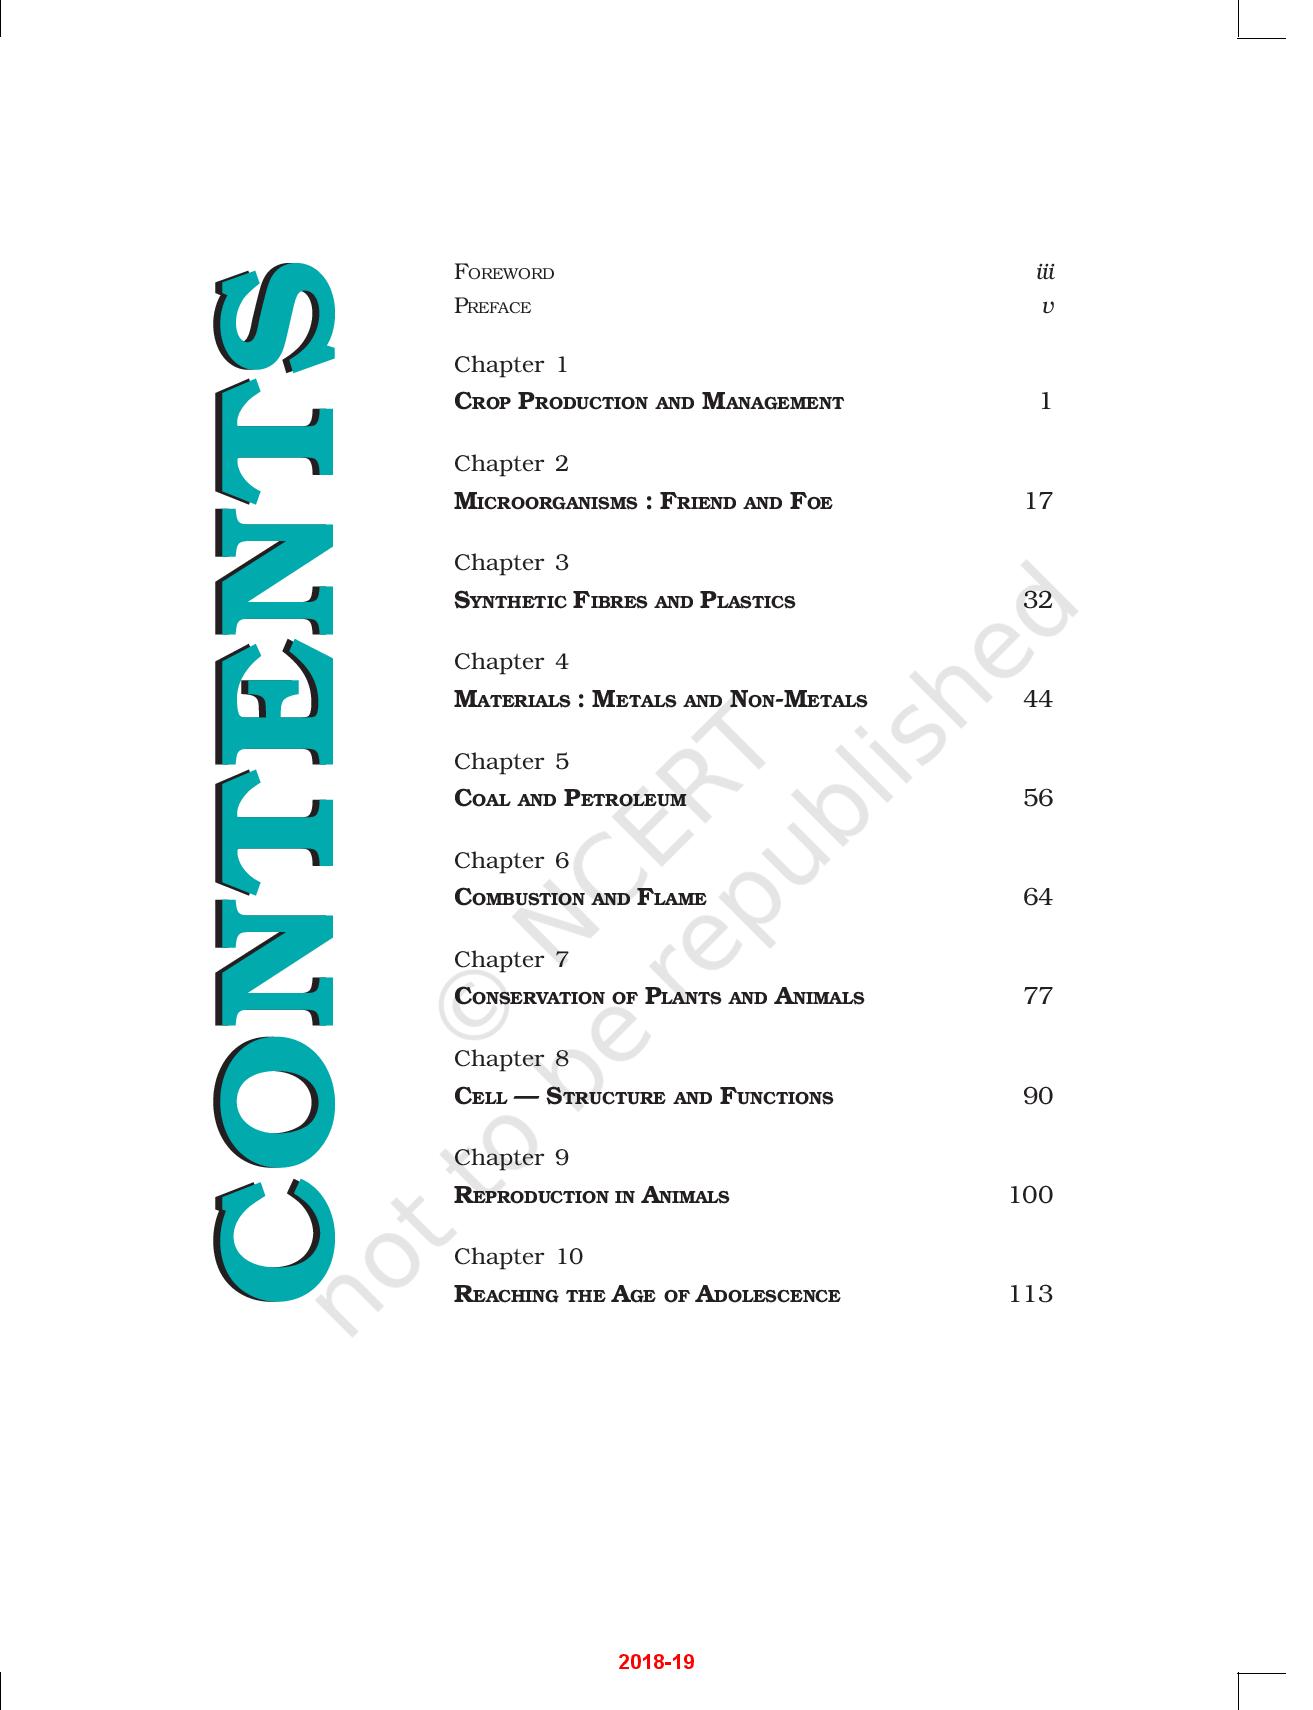 CONTENTS
FOREWORD iii
PREFACE v
Chapter 1
CROP PRODUCTION AND MANAGEMENT 1
Chapter 2
MICROORGANISMS : FRIEND AND FOE 17
Chapter 3
SYNTHETIC FIBRES AND PLASTICS 32
Chapter 4
MATERIALS : METALS AND NON-METALS 44
Chapter 5
COAL AND PETROLEUM 56
Chapter 6
COMBUSTION AND FLAME 64
Chapter 7
CONSERVATION OF PLANTS AND ANIMALS 77
Chapter 8
CELL — STRUCTURE AND FUNCTIONS 90
Chapter 9
REPRODUCTION IN ANIMALS 100
Chapter 10
REACHING THE AGE OF ADOLESCENCE 113
© NCERT
not to be republished
2018-19